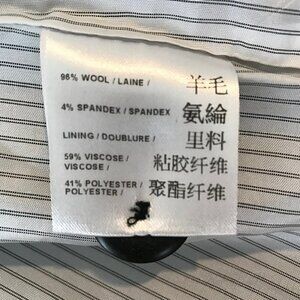 96% WOOL / LAINE / 羊毛
4% SPANDEX / SPANDEX 氨綸
LINING / DOUBLURE / 里料
59% VISCOSE /
VISCOSE / 粘胶纤维
41% POLYESTER /
POLYESTER / 聚酯纤维